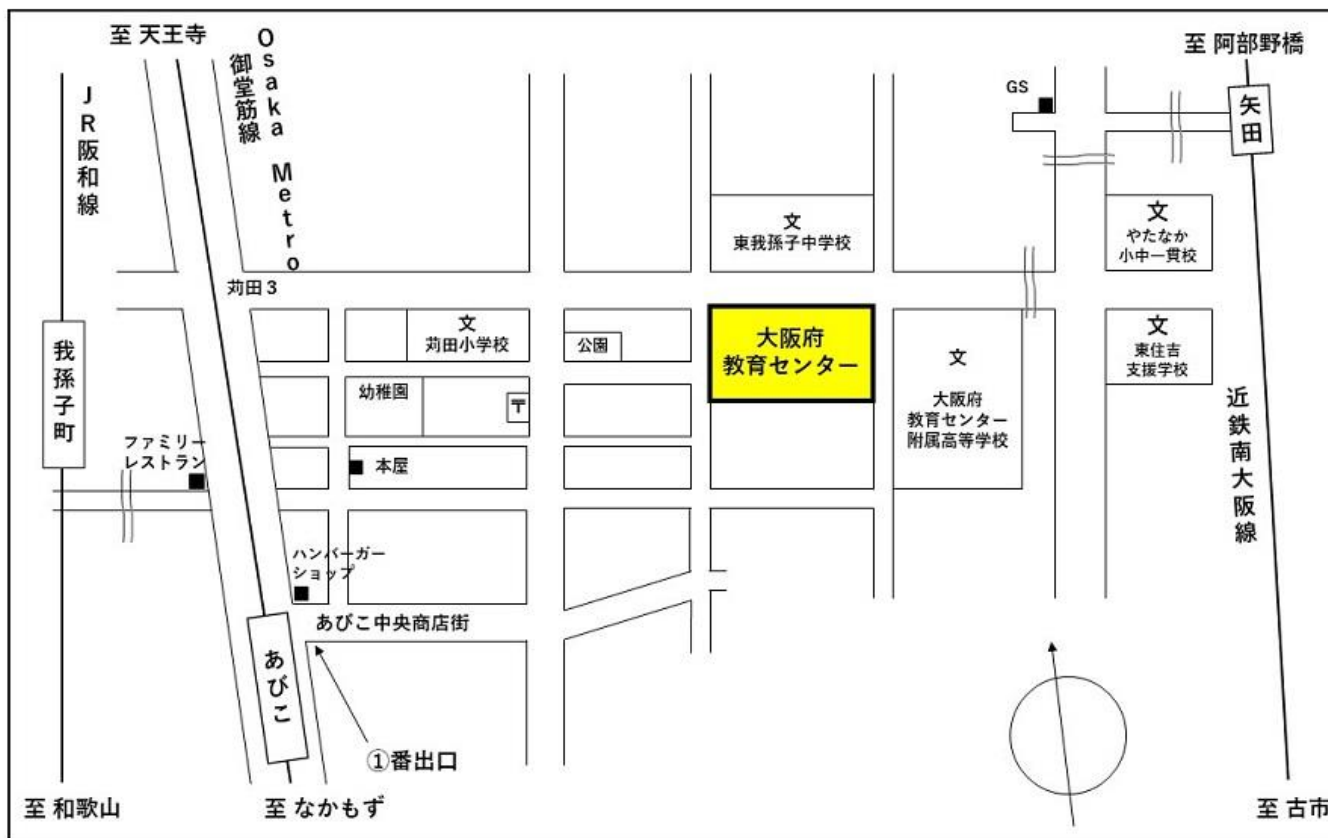 至 天王寺
Osaka Metro
御堂筋線
至 阿部野橋
JR阪和線
GS
矢田
文
東我孫子中学校
文
やたなか
小中一貫校
苅田3
我孫子町
文
苅田小学校
公園
大阪府
教育センター
文
大阪府
教育センター
附属高等学校
文
東住吉
支援学校
幼稚園
〒
近鉄南大阪線
ファミリー
レストラン
本屋
ハンバーガー
ショップ
あびこ中央商店街
あびこ
①番出口
至 和歌山
至 なかもず
至 古市